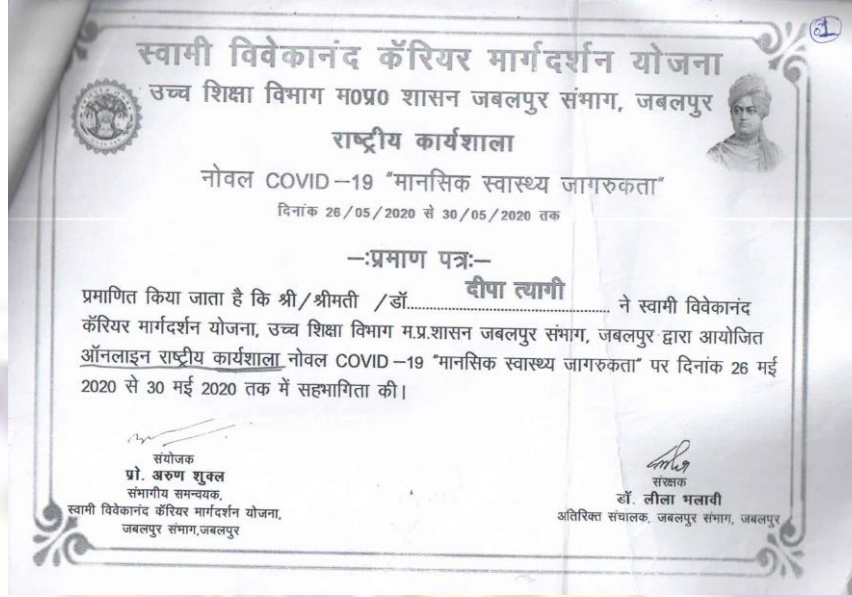 1
स्वामी विवेकानंद कॅरियर मार्गदर्शन योजना
उच्च शिक्षा विभाग म0प्र0 शासन जबलपुर संभाग, जबलपुर
राष्ट्रीय कार्यशाला
नोवल COVID –19 "मानसिक स्वास्थ्य जागरुकता"
दिनांक 26/05/2020 से 30/05/2020 तक
–:प्रमाण पत्रः–
प्रमाणित किया जाता है कि श्री/श्रीमती /डॉ....दीपा त्यागी.... ने स्वामी विवेकानंद
कॅरियर मार्गदर्शन योजना, उच्च शिक्षा विभाग म.प्र.शासन जबलपुर संभाग, जबलपुर द्वारा आयोजित
ऑनलाइन राष्ट्रीय कार्यशाला नोवल COVID –19 "मानसिक स्वास्थ्य जागरुकता" पर दिनांक 26 मई
2020 से 30 मई 2020 तक में सहभागिता की।
संयोजक
प्रो. अरुण शुक्ल
संभागीय समन्वयक,
स्वामी विवेकानंद कॅरियर मार्गदर्शन योजना,
जबलपुर संभाग,जबलपुर
संरक्षक
डॉ. लीला भलावी
अतिरिक्त संचालक, जबलपुर संभाग, जबलपुर